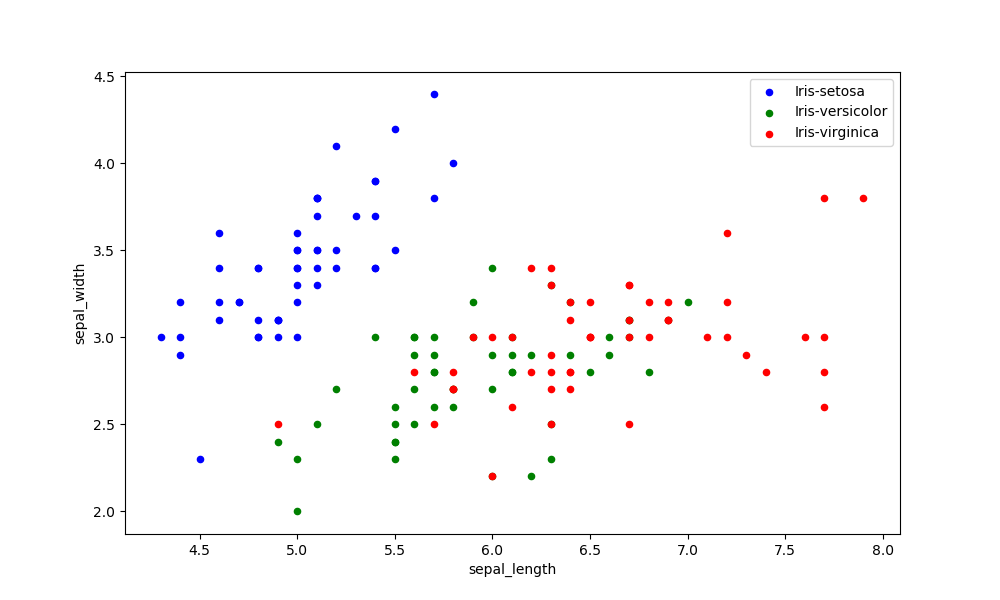 4.5
4.0
3.5
3.0
2.5
2.0
sepal_width
Iris-setosa
Iris-versicolor
Iris-virginica
4.5 5.0 5.5 6.0 6.5 7.0 7.5 8.0
sepal_length